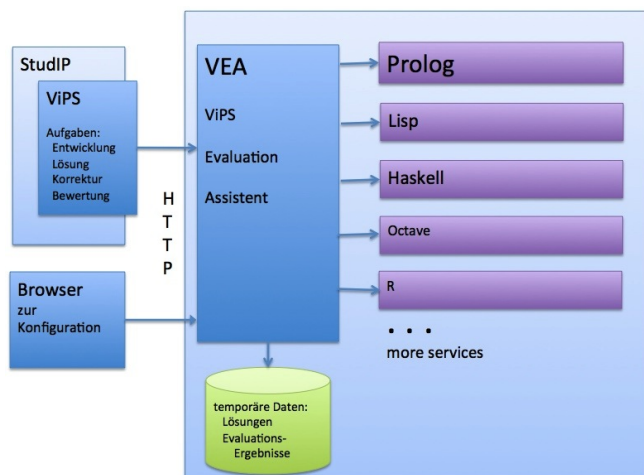 StudIP
ViPS
Aufgaben:
Entwicklung
Lösung
Korrektur
Bewertung
Browser
zur
Konfiguration
H
T
T
P
VEA
ViPS
Evaluation
Assistent
temporäre Daten:
Lösungen
Evaluations-
Ergebnisse
Prolog
Lisp
Haskell
Octave
R
. . .
more services